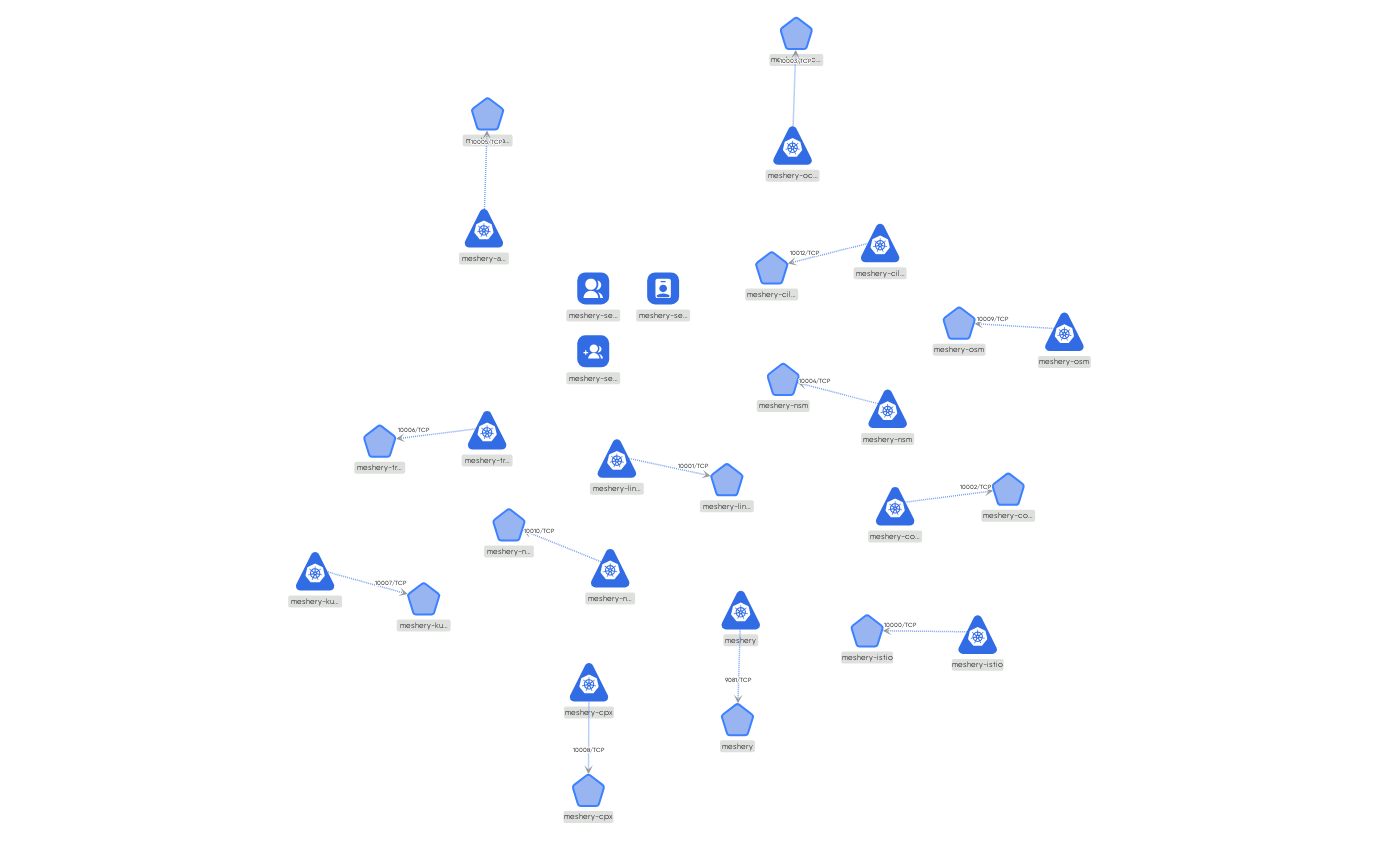 10003/TCP
meshery-oc...
10005/TCP
meshery-a...
10012/TCP
meshery-cil...
meshery-cil...
meshery-se...
meshery-se...
10009/TCP
meshery-osm
meshery-osm
meshery-se...
10004/TCP
meshery-nsm
meshery-nsm
10006/TCP
meshery-tr...
meshery-tr...
10001/TCP
meshery-lin...
meshery-lin...
10002/TCP
meshery-co...
meshery-co...
10010/TCP
meshery-n...
meshery-n...
10007/TCP
meshery-ku...
meshery-ku...
meshery
9081/TCP
meshery
10000/TCP
meshery-istio
meshery-istio
meshery-cpx
10008/TCP
meshery-cpx